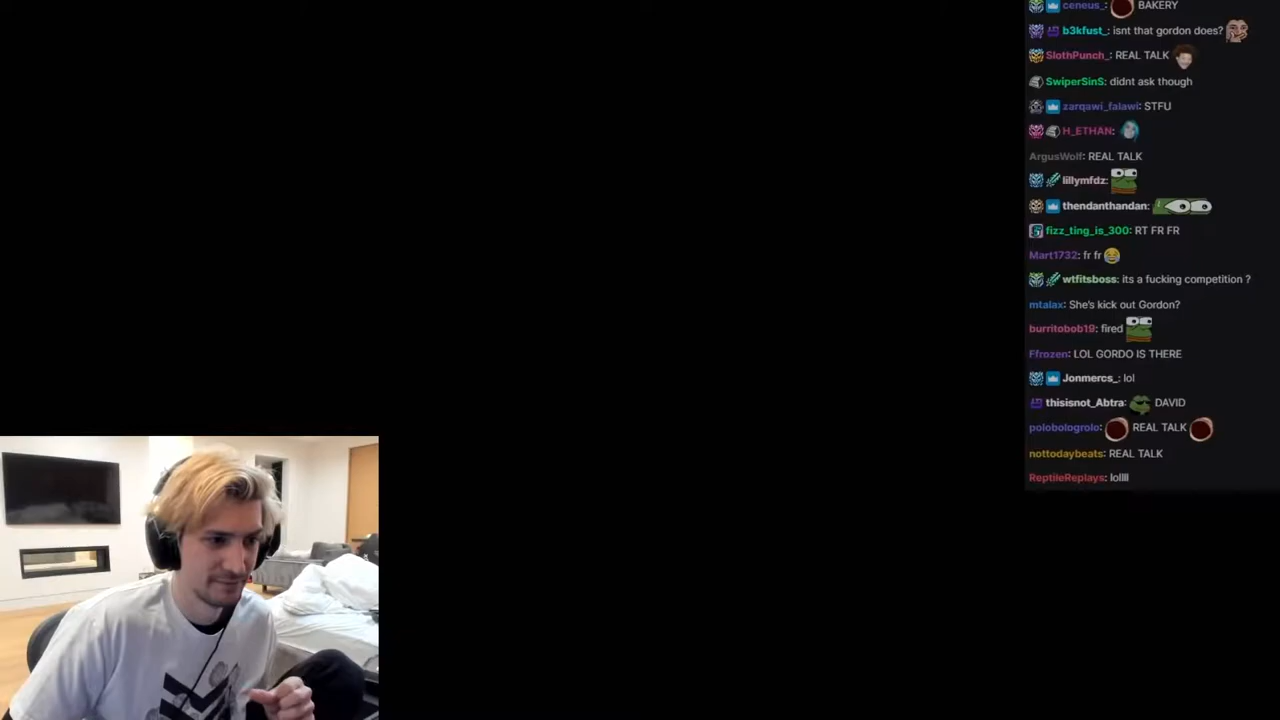 ceneus_: BAKERY
b3kfust_: isnt that gordon does?
SlothPunch_: REAL TALK
SwiperSinS: didnt ask though
zarqawi_falawi: STFU
H_ETHAN:
ArgusWolf: REAL TALK
lillymfdz:
thendanthandan:
fizz_ting_is_300: RT FR FR
Mart1732: fr fr
wtfitsboss: its a fucking competition ?
mtalax: She's kick out Gordon?
burritobob19: fired
Ffrozen: LOL GORDO IS THERE
Jonmercs_: lol
thisisnot_Abtra: DAVID
polobologrolo: REAL TALK
nottodaybeats: REAL TALK
ReptileReplays: lollll